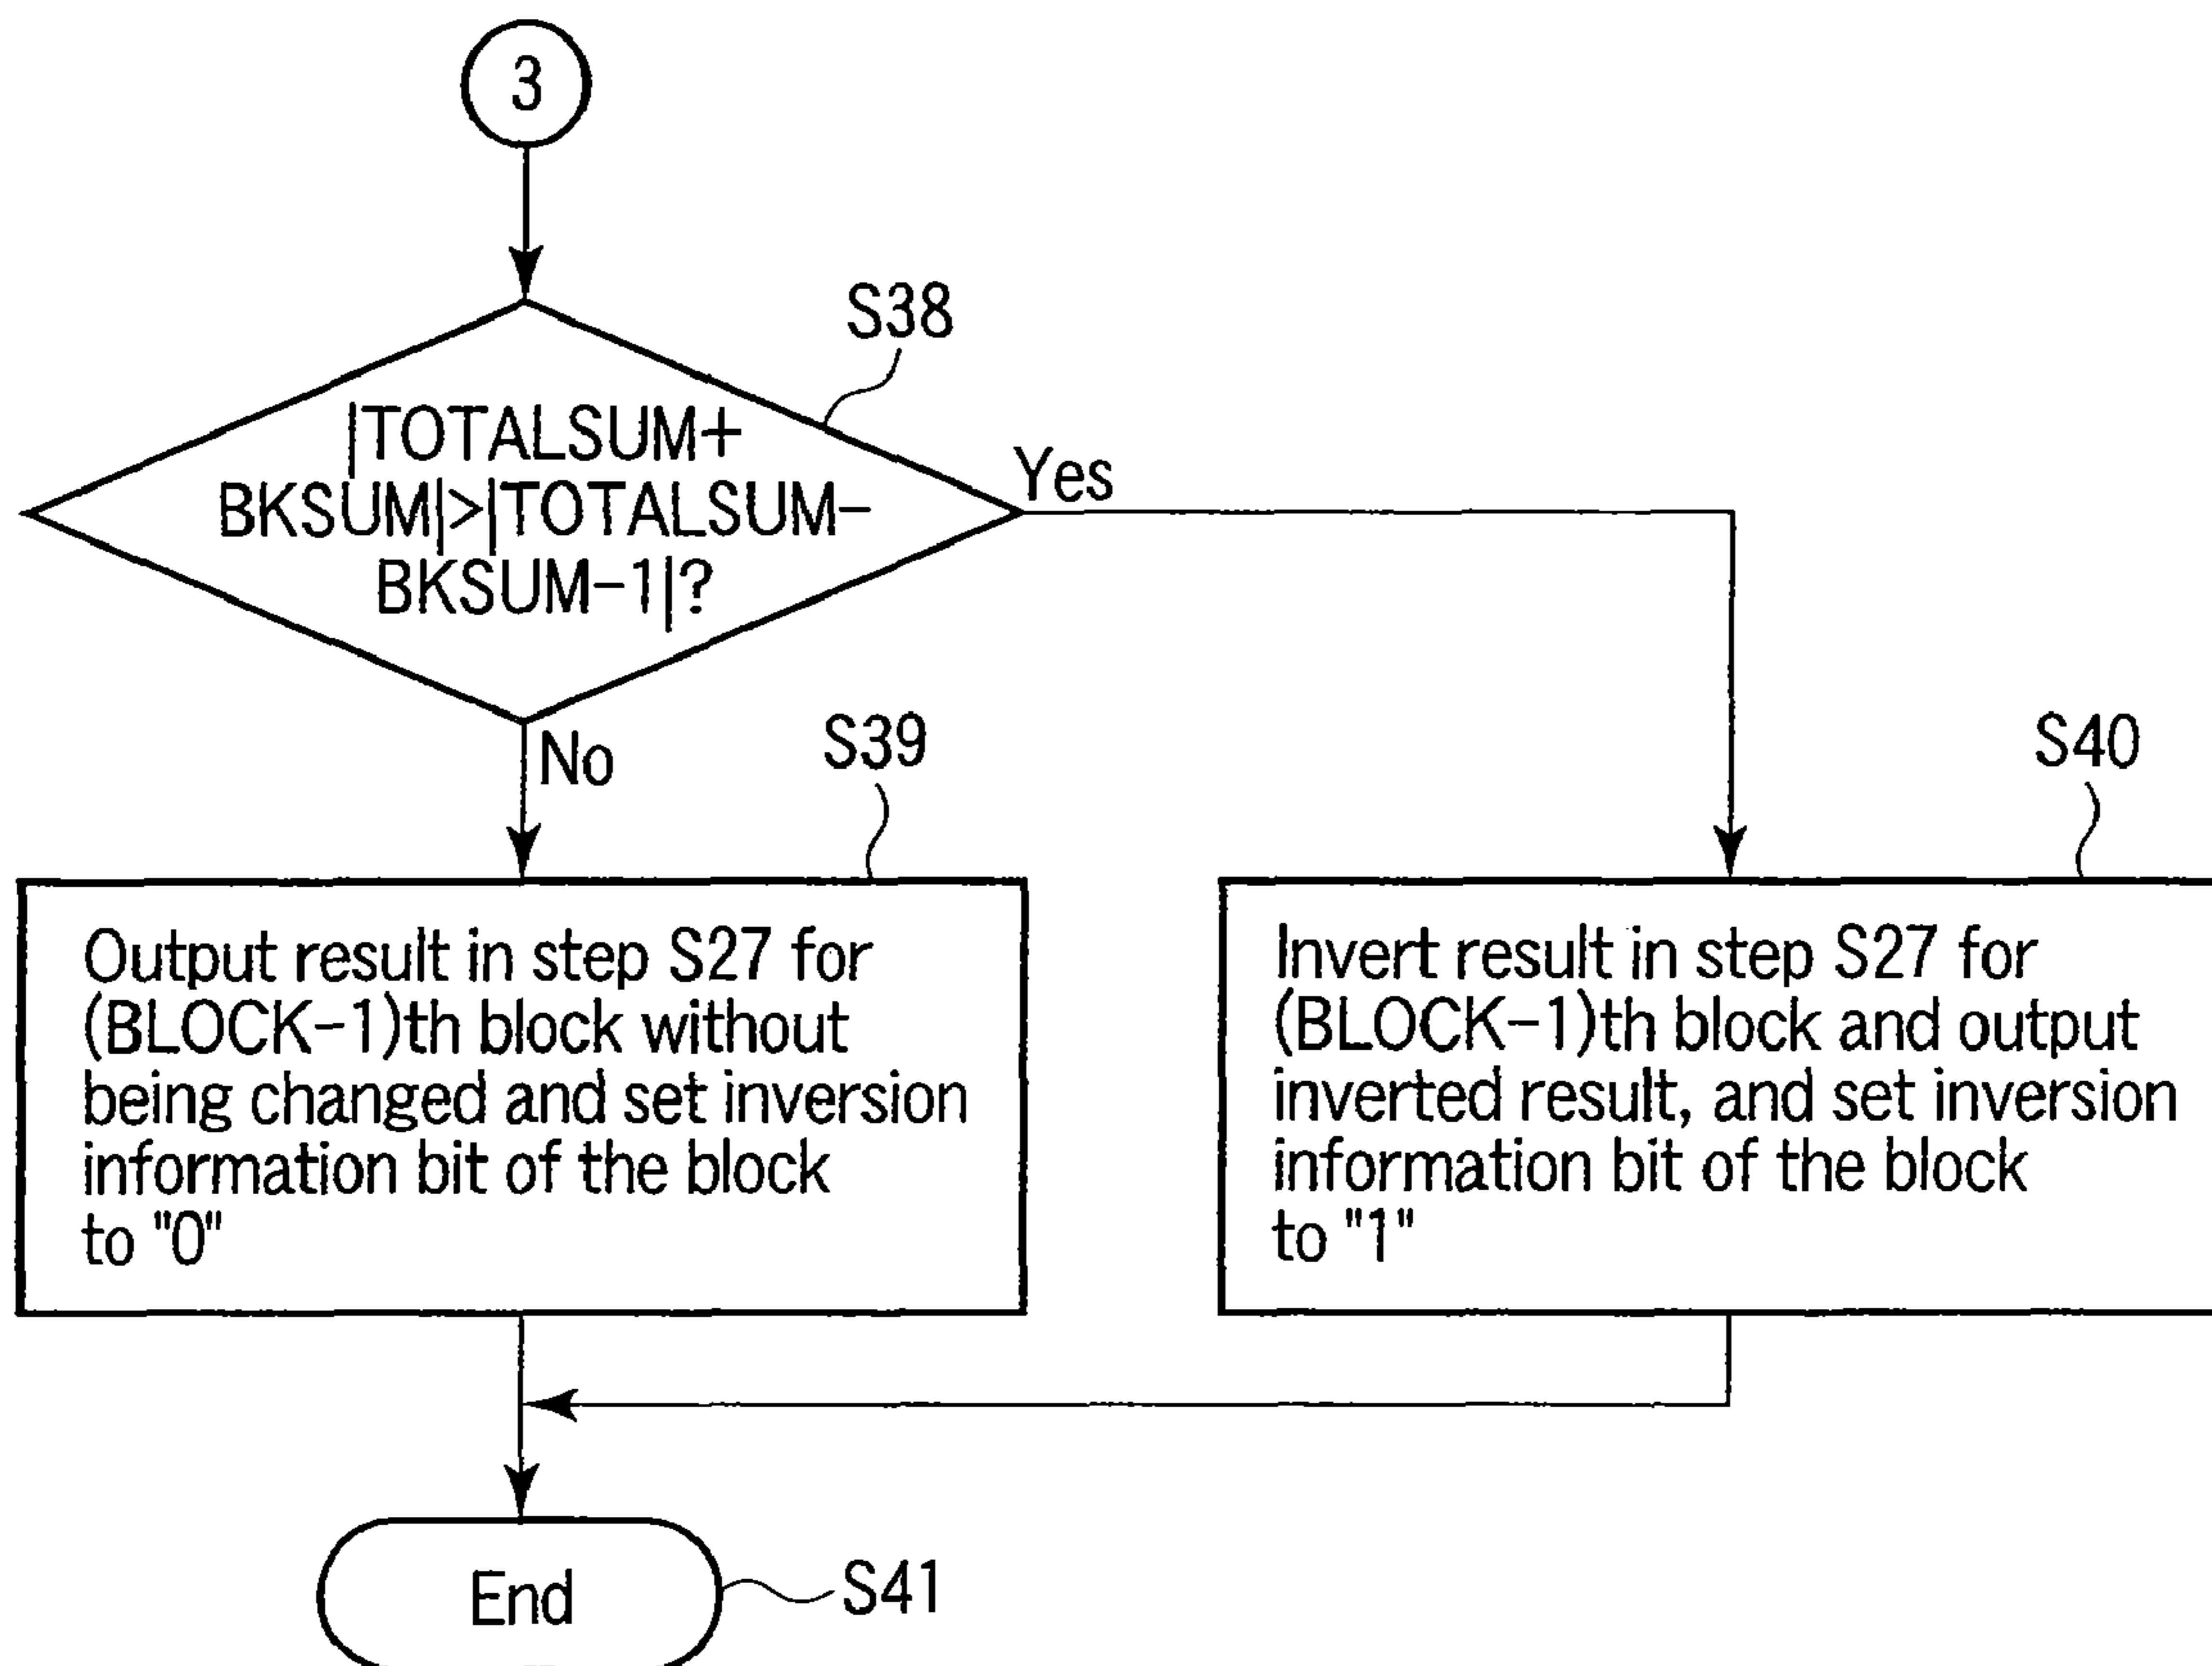 3
S38
|TOTALSUM+
BKSUM|>|TOTALSUM−
BKSUM−1|?
Yes
No
S39
S40
Output result in step S27 for
(BLOCK−1)th block without
being changed and set inversion
information bit of the block
to "0"
Invert result in step S27 for
(BLOCK−1)th block and output
inverted result, and set inversion
information bit of the block
to "1"
End
S41